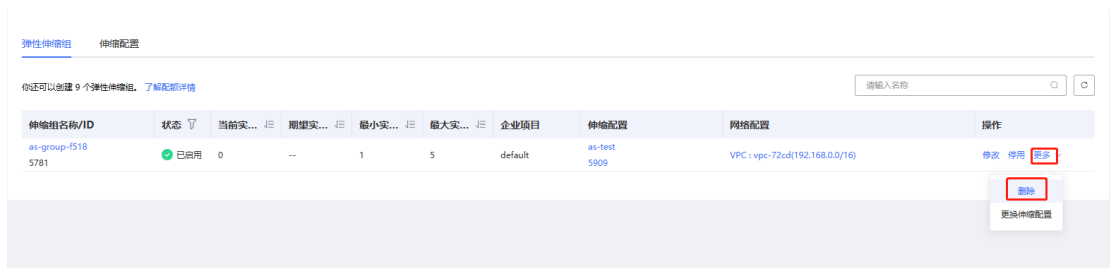 弹性伸缩组 伸缩配置
你还可以创建 9 个弹性伸缩组。 了解配额详情 请输入名称
伸缩组名称/ID 状态 当前实... 期望实... 最小实... 最大实... 企业项目 伸缩配置 网络配置 操作
as-group-f518 as-test
已启用 0 -- 1 5 default VPC : vpc-72cd(192.168.0.0/16) 修改 停用 更多
5781 5909
删除
更换伸缩配置